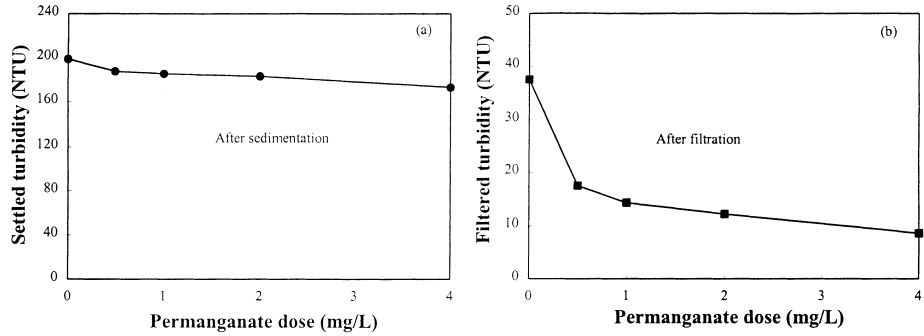 240
200
160
120
80
40
0
Settled turbidity (NTU)
(a)
After sedimentation
0 1 2 3 4
Permanganate dose (mg/L)
50
40
30
20
10
0
Filtered turbidity (NTU)
(b)
After filtration
0 1 2 3 4
Permanganate dose (mg/L)